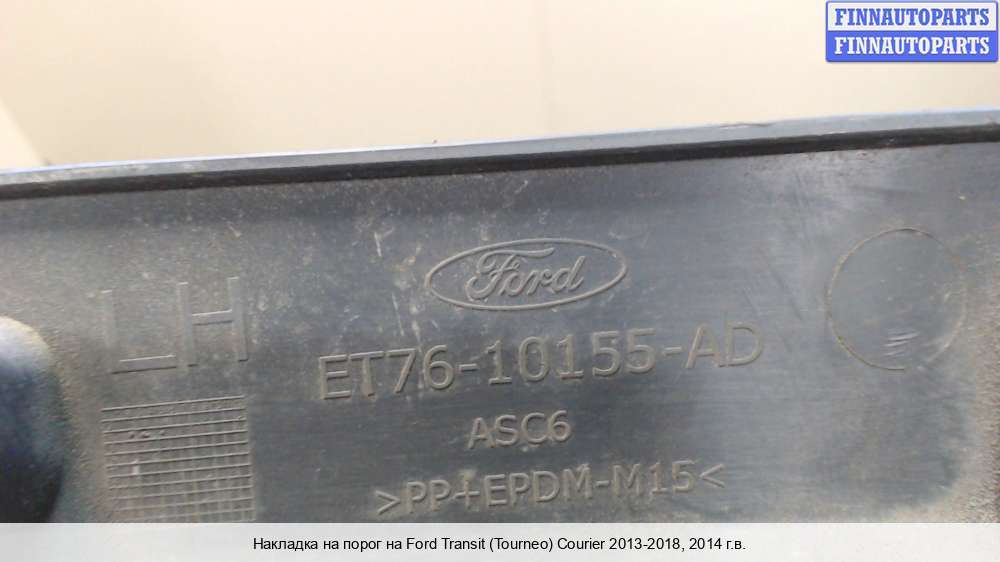 FINNAUTOPARTS
FINNAUTOPARTS
Ford
LH
ET76-10155-AD
ASC6
>PP+EPDM-M15<
Накладка на порог на Ford Transit (Tourneo) Courier 2013-2018, 2014 г.в.